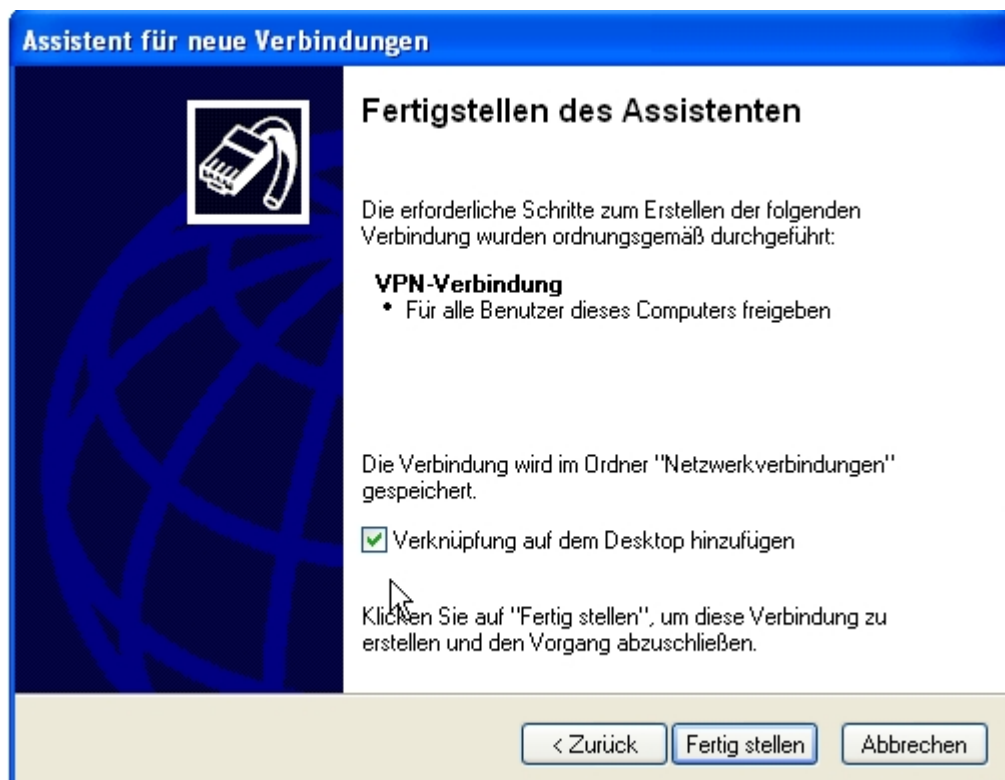 Assistent für neue Verbindungen
Fertigstellen des Assistenten
Die erforderliche Schritte zum Erstellen der folgenden
Verbindung wurden ordnungsgemäß durchgeführt:
VPN-Verbindung
• Für alle Benutzer dieses Computers freigeben
Die Verbindung wird im Ordner "Netzwerkverbindungen"
gespeichert.
Verknüpfung auf dem Desktop hinzufügen
Klicken Sie auf "Fertig stellen", um diese Verbindung zu
erstellen und den Vorgang abzuschließen.
< Zurück Fertig stellen Abbrechen